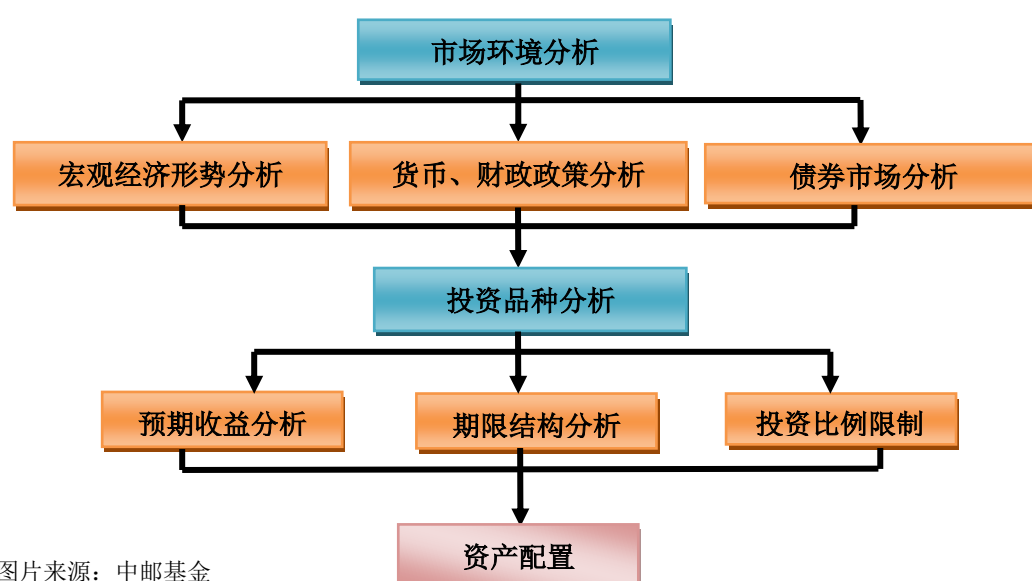 市场环境分析
宏观经济形势分析
货币、财政政策分析
债券市场分析
投资品种分析
预期收益分析
期限结构分析
投资比例限制
资产配置
图片来源：中邮基金